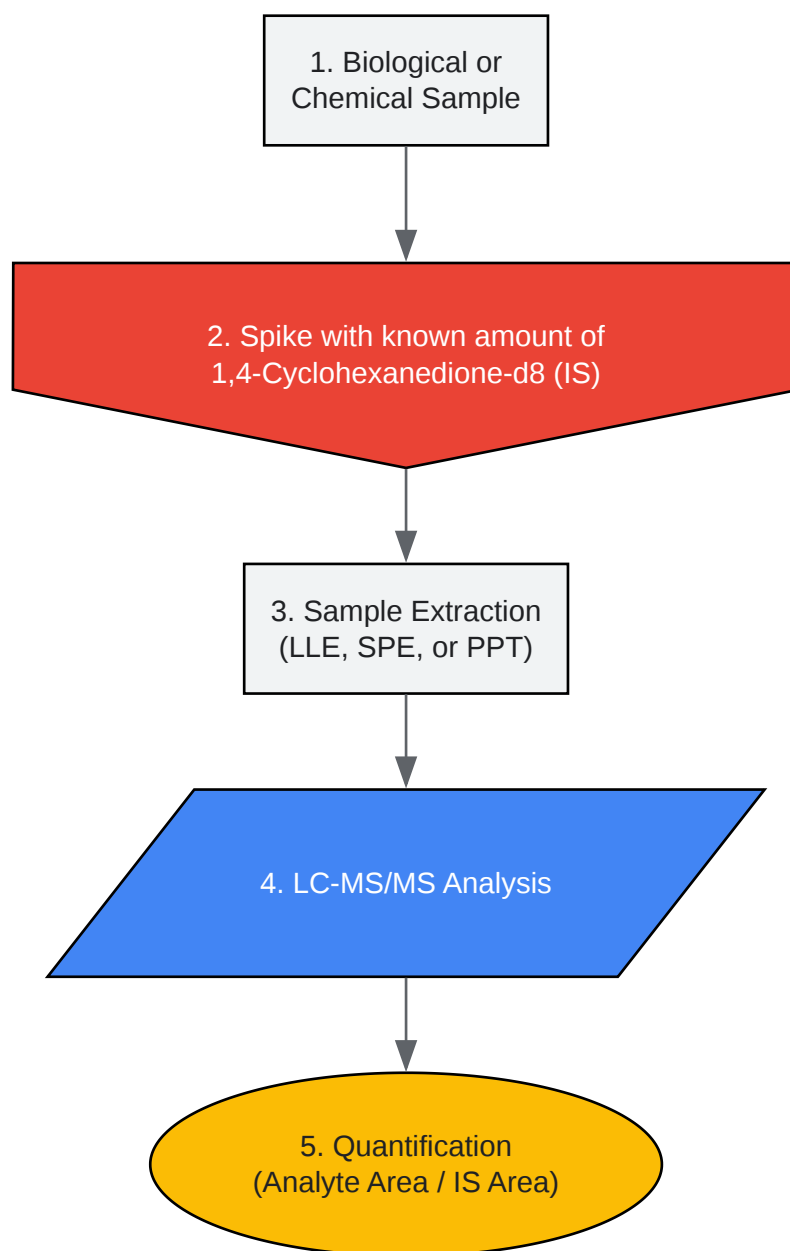 1. Biological or
Chemical Sample
2. Spike with known amount of
1,4-Cyclohexanedione-d8 (IS)
3. Sample Extraction
(LLE, SPE, or PPT)
4. LC-MS/MS Analysis
5. Quantification
(Analyte Area / IS Area)